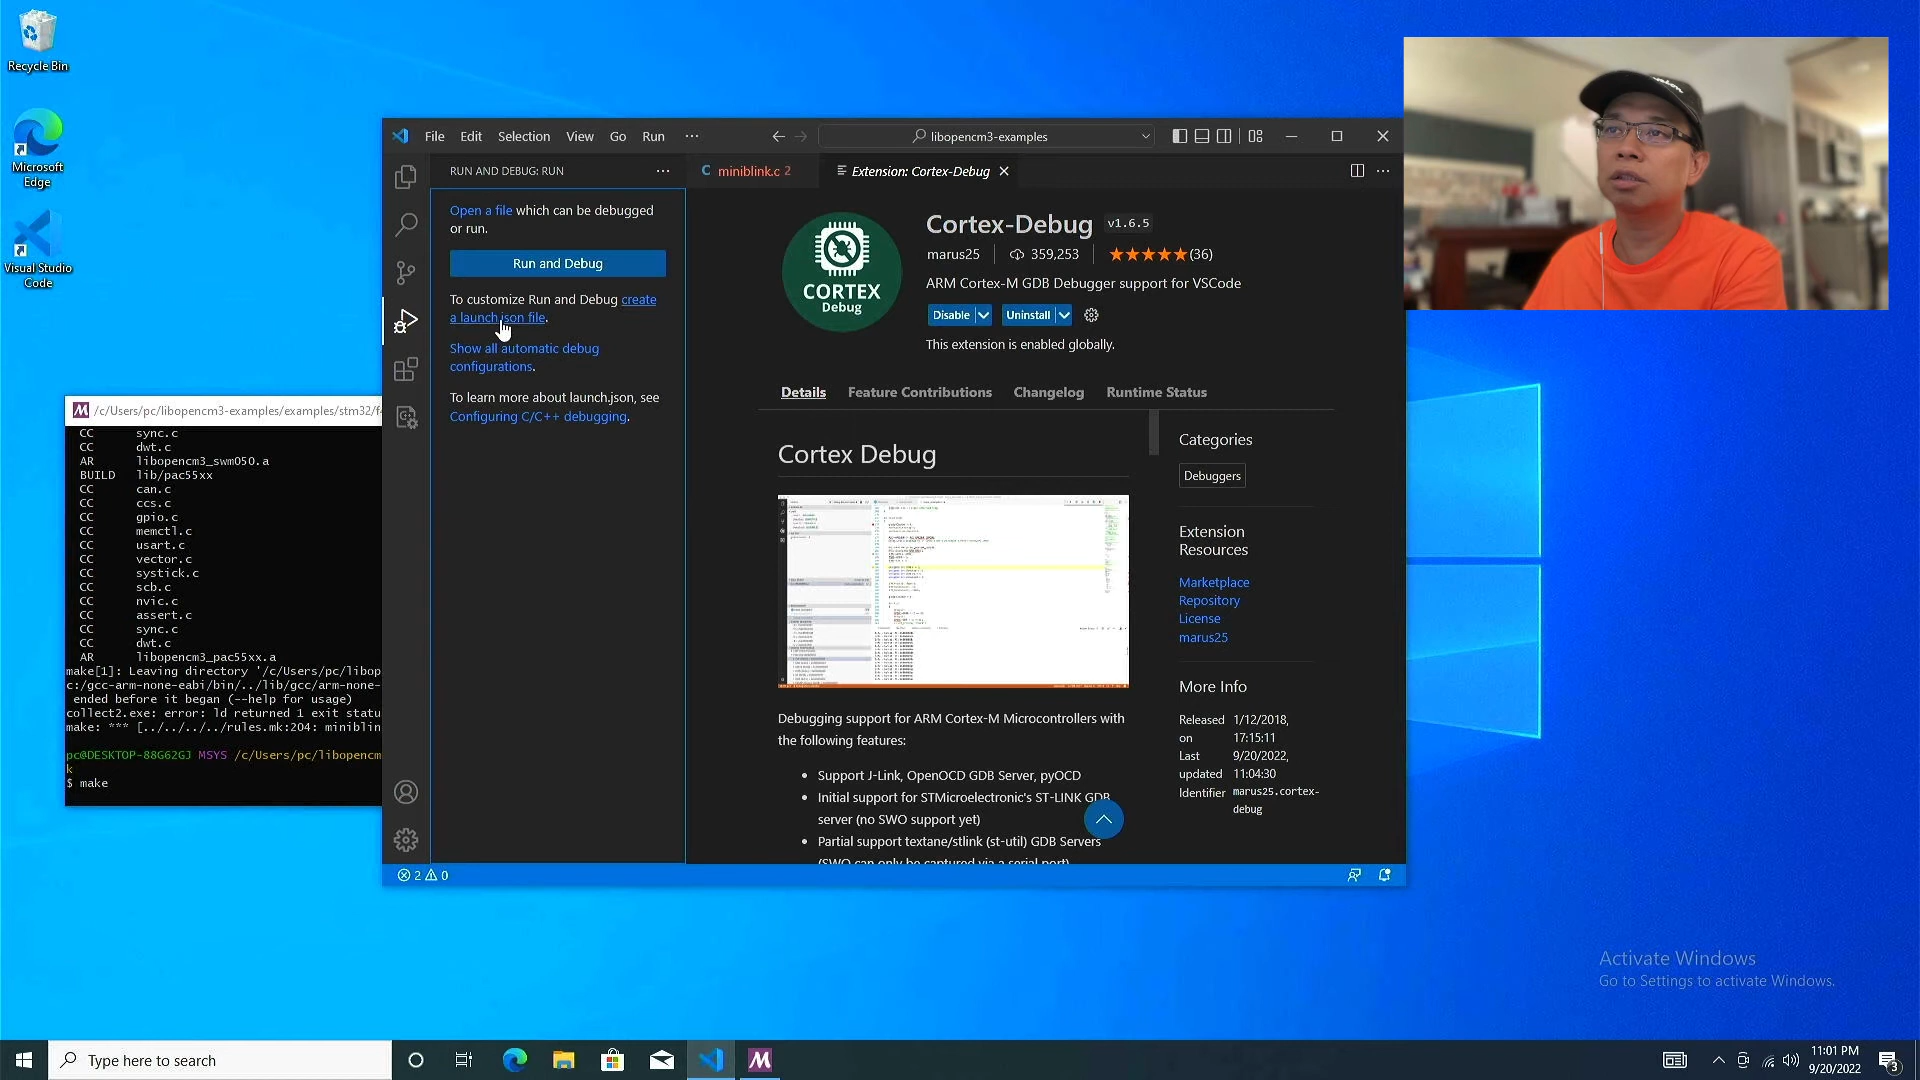 Recycle Bin
Microsoft
Edge
Visual Studio
Code
File Edit Selection View Go Run ···
libopencm3-examples
RUN AND DEBUG: RUN
Open a file which can be debugged
or run.
Run and Debug
To customize Run and Debug create
a launch.json file.
Show all automatic debug
configurations.
To learn more about launch.json, see
Configuring C/C++ debugging.
C miniblink.c 2
Extension: Cortex-Debug
CORTEX
Debug
Cortex-Debug v1.6.5
marus25 359,253 (36)
ARM Cortex-M GDB Debugger support for VSCode
Disable Uninstall
This extension is enabled globally.
Details Feature Contributions Changelog Runtime Status
Cortex Debug
Debugging support for ARM Cortex-M Microcontrollers with
the following features:
• Support J-Link, OpenOCD GDB Server, pyOCD
• Initial support for STMicroelectronic's ST-LINK GDB
server (no SWO support yet)
• Partial support textane/stlink (st-util) GDB Servers
(SWO can only be captured via a serial port)
Categories
Debuggers
Extension
Resources
Marketplace
Repository
License
marus25
More Info
Released 1/12/2018,
on 17:15:11
Last 9/20/2022,
updated 11:04:30
Identifier marus25.cortex-
debug
2 0
M /c/Users/pc/libopencm3-examples/examples/stm32/f4
CC sync.c
CC dwt.c
AR libopencm3_swm050.a
BUILD lib/pac55xx
CC can.c
CC ccs.c
CC gpio.c
CC memctl.c
CC usart.c
CC vector.c
CC systick.c
CC scb.c
CC nvic.c
CC assert.c
CC sync.c
CC dwt.c
AR libopencm3_pac55xx.a
make[1]: Leaving directory '/c/Users/pc/libop
c:/gcc-arm-none-eabi/bin/../lib/gcc/arm-none-
ended before it began (--help for usage)
collect2.exe: error: ld returned 1 exit statu
make: *** [../../../../rules.mk:204: miniblin
pc@DESKTOP-88G62GJ MSYS /c/Users/pc/libopencm
k
$ make
Activate Windows
Go to Settings to activate Windows.
Type here to search
M
11:01 PM
9/20/2022
3